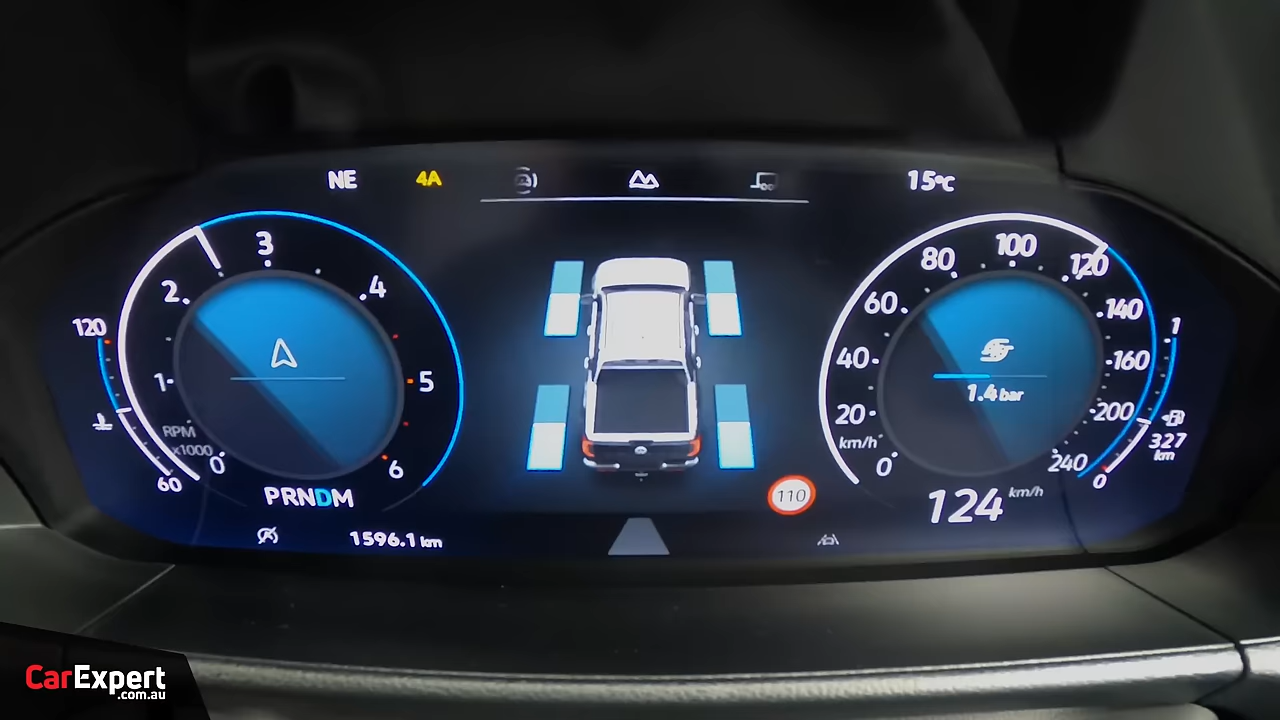 NE
4A
15°C
3
2
4
120
1
5
RPM
x1000
0
6
60
PRNDM
1596.1 km
110
100
80
120
60
140
1
40
160
1.4 bar
20
200
km/h
327
km
0
240
0
124 km/h
CarExpert
.com.au